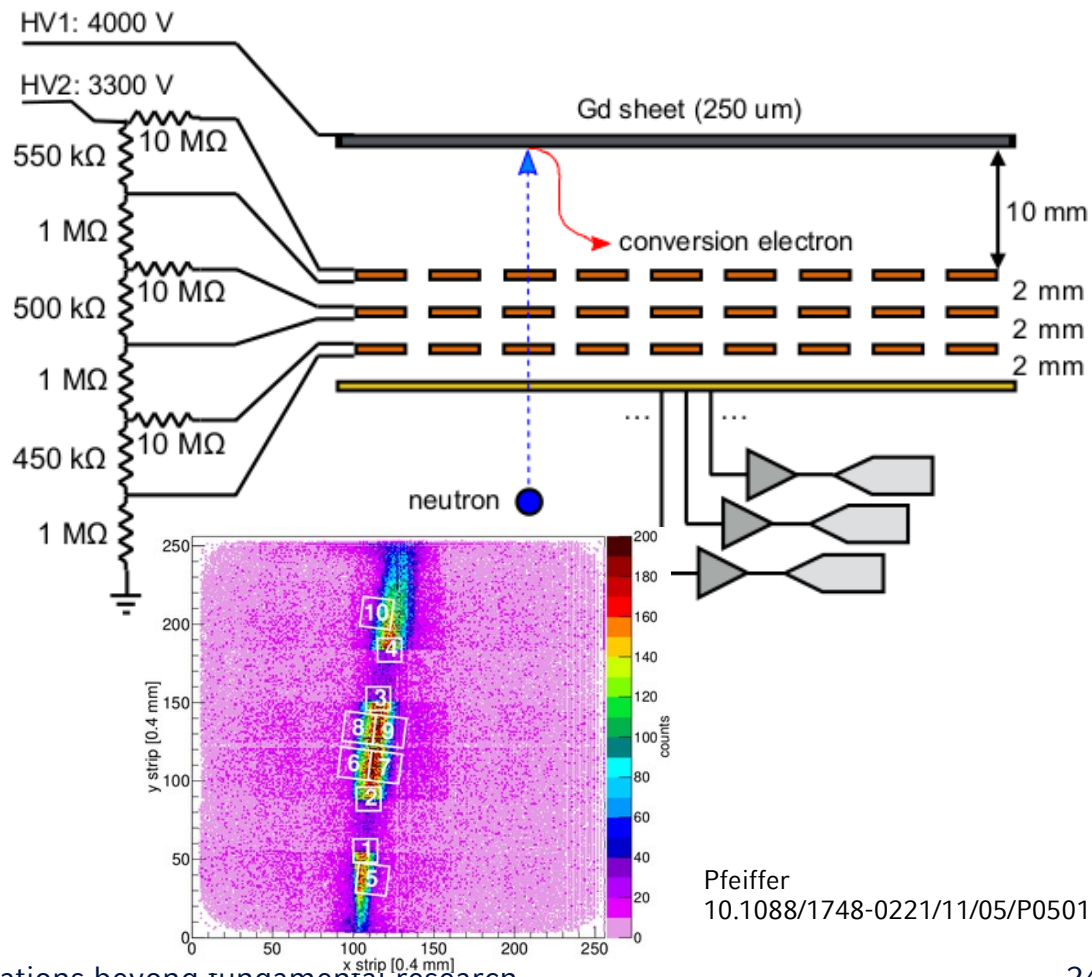 HV1: 4000 V
HV2: 3300 V
Gd sheet (250 um)
10 MΩ
550 kΩ
10 mm
1 MΩ
conversion electron
10 MΩ
2 mm
500 kΩ
2 mm
1 MΩ
2 mm
... ...
10 MΩ
450 kΩ
neutron
1 MΩ
250
200
150
100
50
0
y strip [0.4 mm]
10
4
3
8 9
6 7
2
1
5
0 50 100 150 200 250
x strip [0.4 mm]
200
180
160
140
120
100
80
60
40
20
0
counts
Pfeiffer
10.1088/1748-0221/11/05/P0501